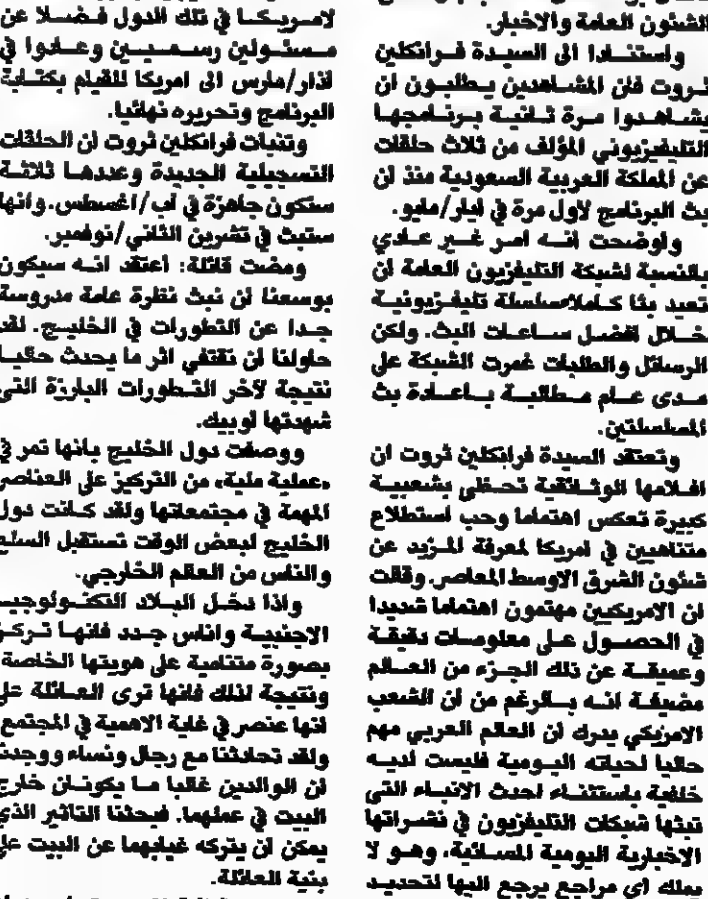 الشئون العامة والاخبار.
واستنادا الى السيدة فرانكلين
ثروت فان المشاهدين يطلبون ان
يشاهدوا مرة ثانية برنامجها
التليفزيوني المؤلف من ثلاث حلقات
عن المملكة العربية السعودية منذ ان
بث البرنامج لاول مرة في ايار/مايو.
واوضحت انه امر غير عادي
بالنسبة لشبكة التليفزيون العامة ان
تعيد بثا كاملا لسلسلة تليفزيونية
خلال افضل ساعات البث. ولكن
الرسائل والطلبات غمرت الشبكة على
مدى عام مطالبة باعادة بث
المسلسلتين.
وتعتقد السيدة فرانكلين ثروت ان
افلامها الوثائقية تحظى بشعبية
كبيرة تعكس اهتماما وحب استطلاع
متناهيين في امريكا لمعرفة المزيد عن
شئون الشرق الاوسط المعاصر. وقالت
ان الامريكيين مهتمون اهتماما شديدا
في الحصول على معلومات دقيقة
وعميقة عن ذلك الجزء من العالم
مضيفة انه بالرغم من ان الشعب
الامريكي يدرك ان العالم العربي مهم
حاليا لحياته اليومية فليست لديه
خلفية باستثناء احدث الانباء التي
تبثها شبكات التليفزيون في نشراتها
الاخبارية اليومية المسائية، وهو لا
يملك اي مراجع يرجع اليها لتحديد
لامريكا في تلك الدول فضلا عن
مسئولين رسميين وعادوا في
اذار/مارس الى امريكا للقيام بكتابة
البرنامج وتحريره نهائيا.
وتنبات فرانكلين ثروت ان الحلقات
التسجيلية الجديدة وعددها ثلاثة
ستكون جاهزة في اب/اغسطس. وانها
ستبث في تشرين الثاني/نوفمبر.
ومضت قائلة: اعتقد انه سيكون
بوسعنا ان نبث نظرة عامة مدروسة
جدا عن التطورات في الخليج. لقد
حاولنا ان نقتفي اثر ما يحدث حاليا
نتيجة لآخر التطورات البارزة التي
شهدتها اوبيك.
ووصفت دول الخليج بانها تمر في
«عملية ملية» من التركيز على العناصر
المهمة في مجتمعاتها ولقد كانت دول
الخليج لبعض الوقت تستقبل السلع
والناس من العالم الخارجي.
واذا تدخل البلاد التكنولوجيا
الاجنبية واناس جدد فانها تركز
بصورة متنامية على هويتها الخاصة
ونتيجة لذلك فانها ترى العائلة على
انها عنصر في غاية الاهمية في المجتمع
ولقد تحادثنا مع رجال ونساء ووجدنا
ان الوالدين غالبا ما يكونان خارج
البيت في عملهما. فبحثنا التاثير الذي
يمكن ان يتركه غيابهما عن البيت على
بنية العائلة.